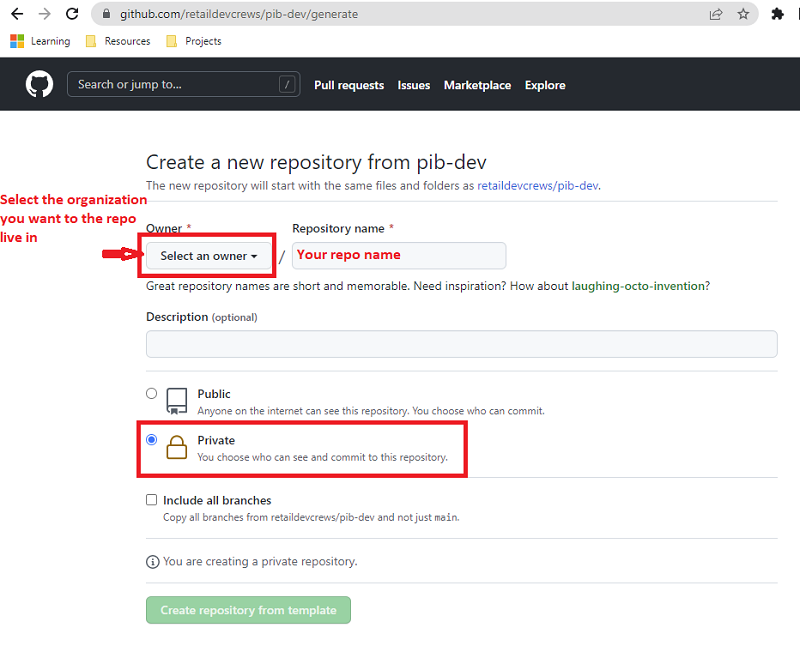 github.com/retaildevcrews/pib-dev/generate
Learning Resources Projects
Search or jump to... / Pull requests Issues Marketplace Explore
Create a new repository from pib-dev
The new repository will start with the same files and folders as retaildevcrews/pib-dev.
Select the organization
you want to the repo
live in
Owner * Repository name *
Select an owner / Your repo name
Great repository names are short and memorable. Need inspiration? How about laughing-octo-invention?
Description (optional)
Public
Anyone on the internet can see this repository. You choose who can commit.
Private
You choose who can see and commit to this repository.
Include all branches
Copy all branches from retaildevcrews/pib-dev and not just main.
You are creating a private repository.
Create repository from template